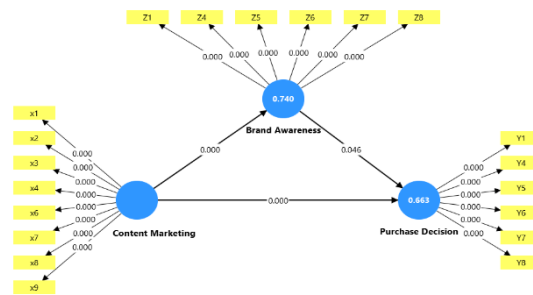 Z1 Z4 Z5 Z6 Z7 Z8
0.000 0.000 0.000 0.000 0.000 0.000
0.740
Brand Awareness
x1
x2
x3
x4
x6
x7
x8
x9
0.000
0.000
0.000
0.000
0.000
0.000
0.000
0.000
Content Marketing
0.000
0.046
0.000
0.663
Purchase Decision
0.000
0.000
0.000
0.000
0.000
0.000
Y1
Y4
Y5
Y6
Y7
Y8